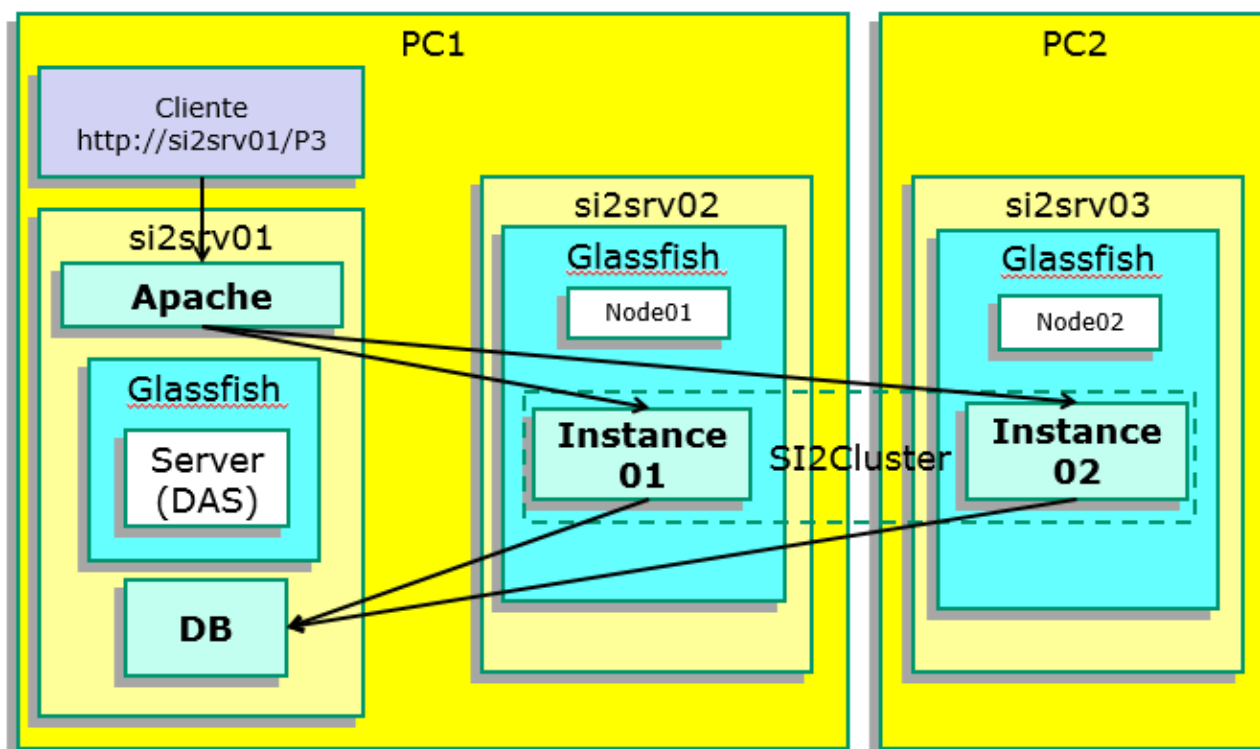 PC1
PC2
Cliente
http://si2srv01/P3
si2srv01
Apache
Glassfish
Server
(DAS)
DB
si2srv02
Glassfish
Node01
Instance
01
SI2Cluster
si2srv03
Glassfish
Node02
Instance
02